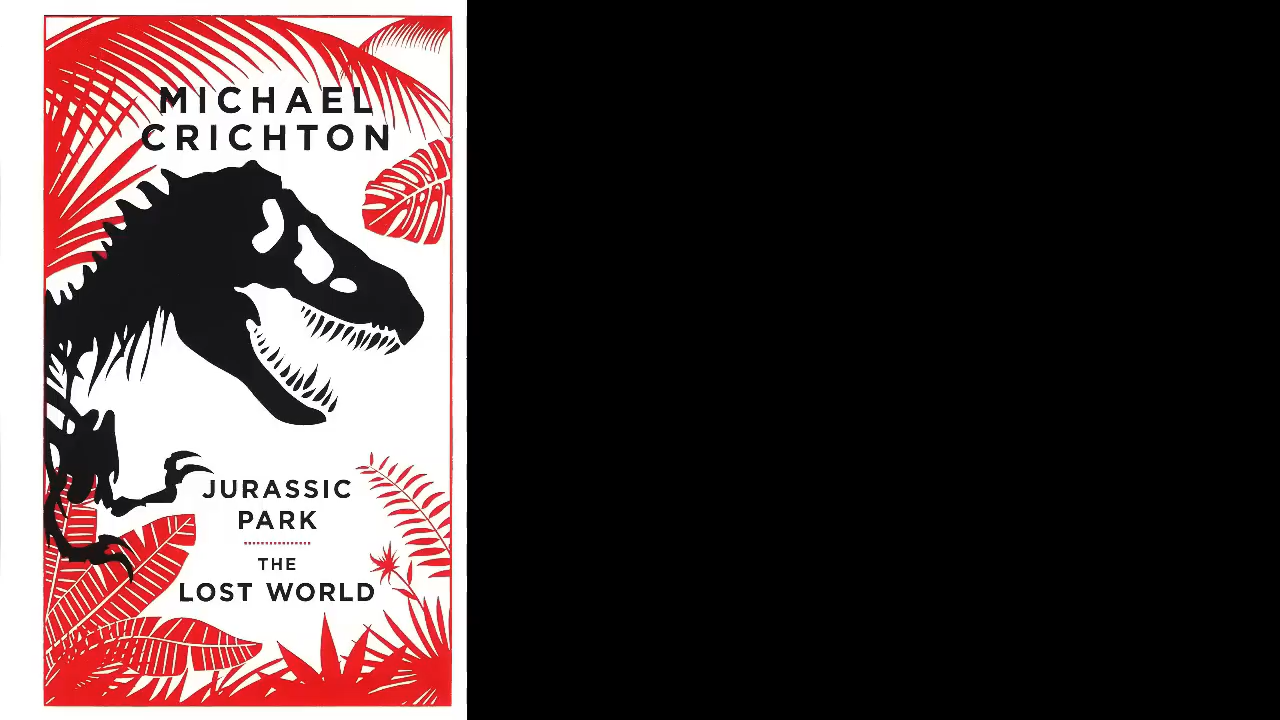 MICHAEL
CRICHTON
JURASSIC
PARK
THE
LOST WORLD